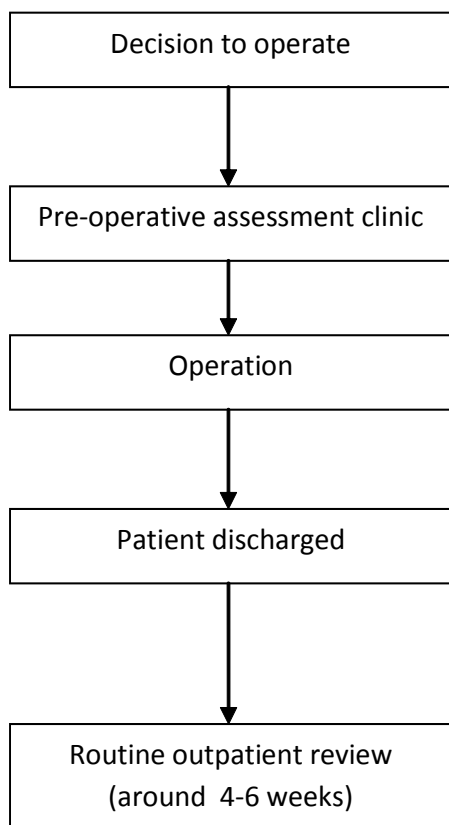 Decision to operate
Pre-operative assessment clinic
Operation
Patient discharged
Routine outpatient review
(around  4-6 weeks)